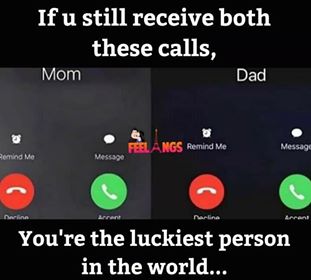 If u still receive both
these calls,
Mom
Dad
Remind Me
Message
FEELINGS
Remind Me
Message
Decline
Accept
Decline
Accept
You're the luckiest person
in the world...